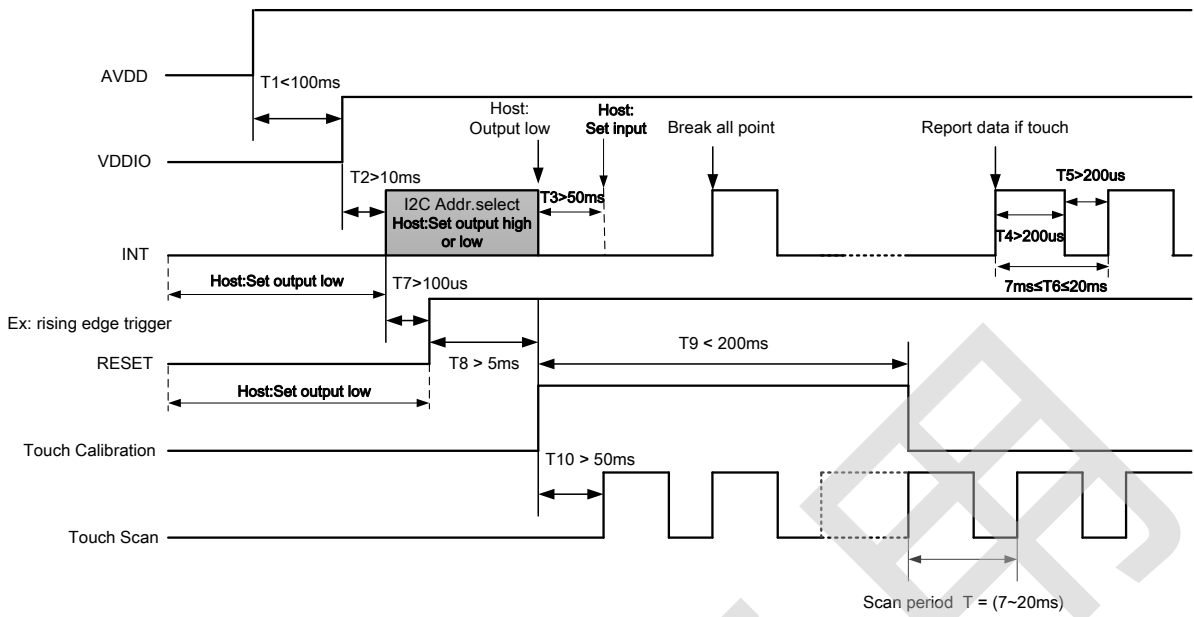 AVDD
T1<100ms
VDDIO
Host:
Output low
Host:
Set input
Break all point
Report data if touch
T2>10ms
I2C Addr.select
Host:Set output high
or low
T3>50ms
T5>200us
T4>200us
INT
Host:Set output low
T7>100us
7ms≤T6≤20ms
Ex: rising edge trigger
RESET
T8 > 5ms
T9 < 200ms
Host:Set output low
Touch Calibration
T10 > 50ms
Touch Scan
Scan period T = (7~20ms)